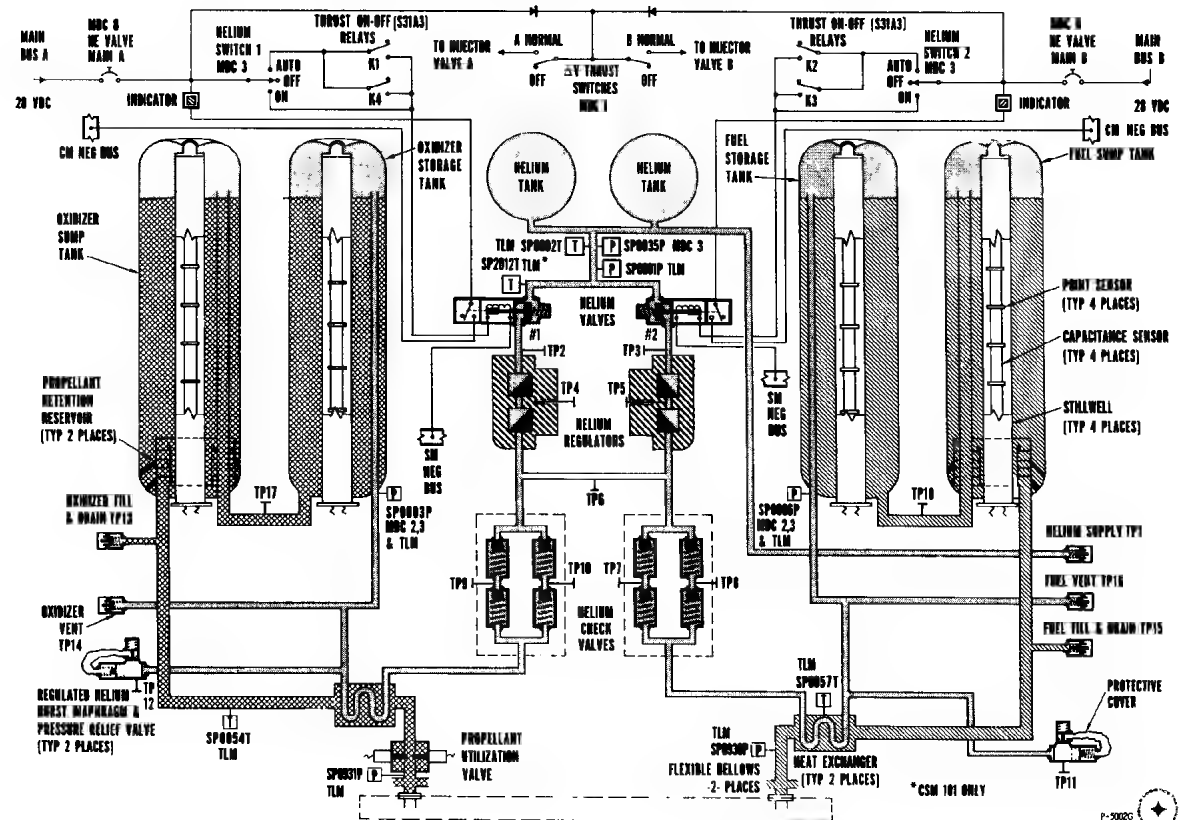 MAIN
BUS A
MDC 8
HE VALVE
MAIN A
28 VDC
INDICATOR
HELIUM
SWITCH 1
MDC 3
AUTO
OFF
ON
THRUST ON-OFF (S31A3)
RELAYS
K1
K4
TO INJECTOR
VALVE A
A NORMAL
OFF
ΔV THRUST
SWITCHES
MDC 1
B NORMAL
OFF
TO INJECTOR
VALVE B
THRUST ON-OFF (S31A3)
RELAYS
K2
K3
AUTO
OFF
ON
HELIUM
SWITCH 2
MDC 3
HE VALVE
MAIN B
MAIN
BUS B
28 VDC
INDICATOR
CM NEG BUS
CM NEG BUS
OXIDIZER
STORAGE
TANK
HELIUM
TANK
HELIUM
TANK
FUEL
STORAGE
TANK
FUEL SUMP TANK
OXIDIZER
SUMP
TANK
TLM SP0002T
T
P
SP0035P MDC 3
SP2012T TLM*
T
P
SP0001P TLM
HELIUM
VALVES
#1
#2
TP2
TP3
TP4
TP5
HELIUM
REGULATORS
SM
NEG
BUS
SM
NEG
BUS
POINT SENSOR
(TYP 4 PLACES)
CAPACITANCE SENSOR
(TYP 4 PLACES)
STILLWELL
(TYP 4 PLACES)
PROPELLANT
RETENTION
RESERVOIR
(TYP 2 PLACES)
OXIDIZER FILL
& DRAIN TP13
TP17
P
SP0003P
MDC 2,3
& TLM
TP6
P
SP0006P
MDC 2,3
& TLM
TP18
HELIUM SUPPLY TP1
FUEL VENT TP16
FUEL FILL & DRAIN TP15
TP9
TP10
TP7
TP8
HELIUM
CHECK
VALVES
OXIDIZER
VENT
TP14
TP
12
REGULATED HELIUM
BURST DIAPHRAGM &
PRESSURE RELIEF VALVE
(TYP 2 PLACES)
T
SP0054T
TLM
PROPELLANT
UTILIZATION
VALVE
SP0931P
P
TLM
TLM
SP0057T
T
TLM
SP0930P
P
FLEXIBLE BELLOWS
-2- PLACES
HEAT EXCHANGER
(TYP 2 PLACES)
PROTECTIVE
COVER
TP11
*CSM 101 ONLY
P-5002G